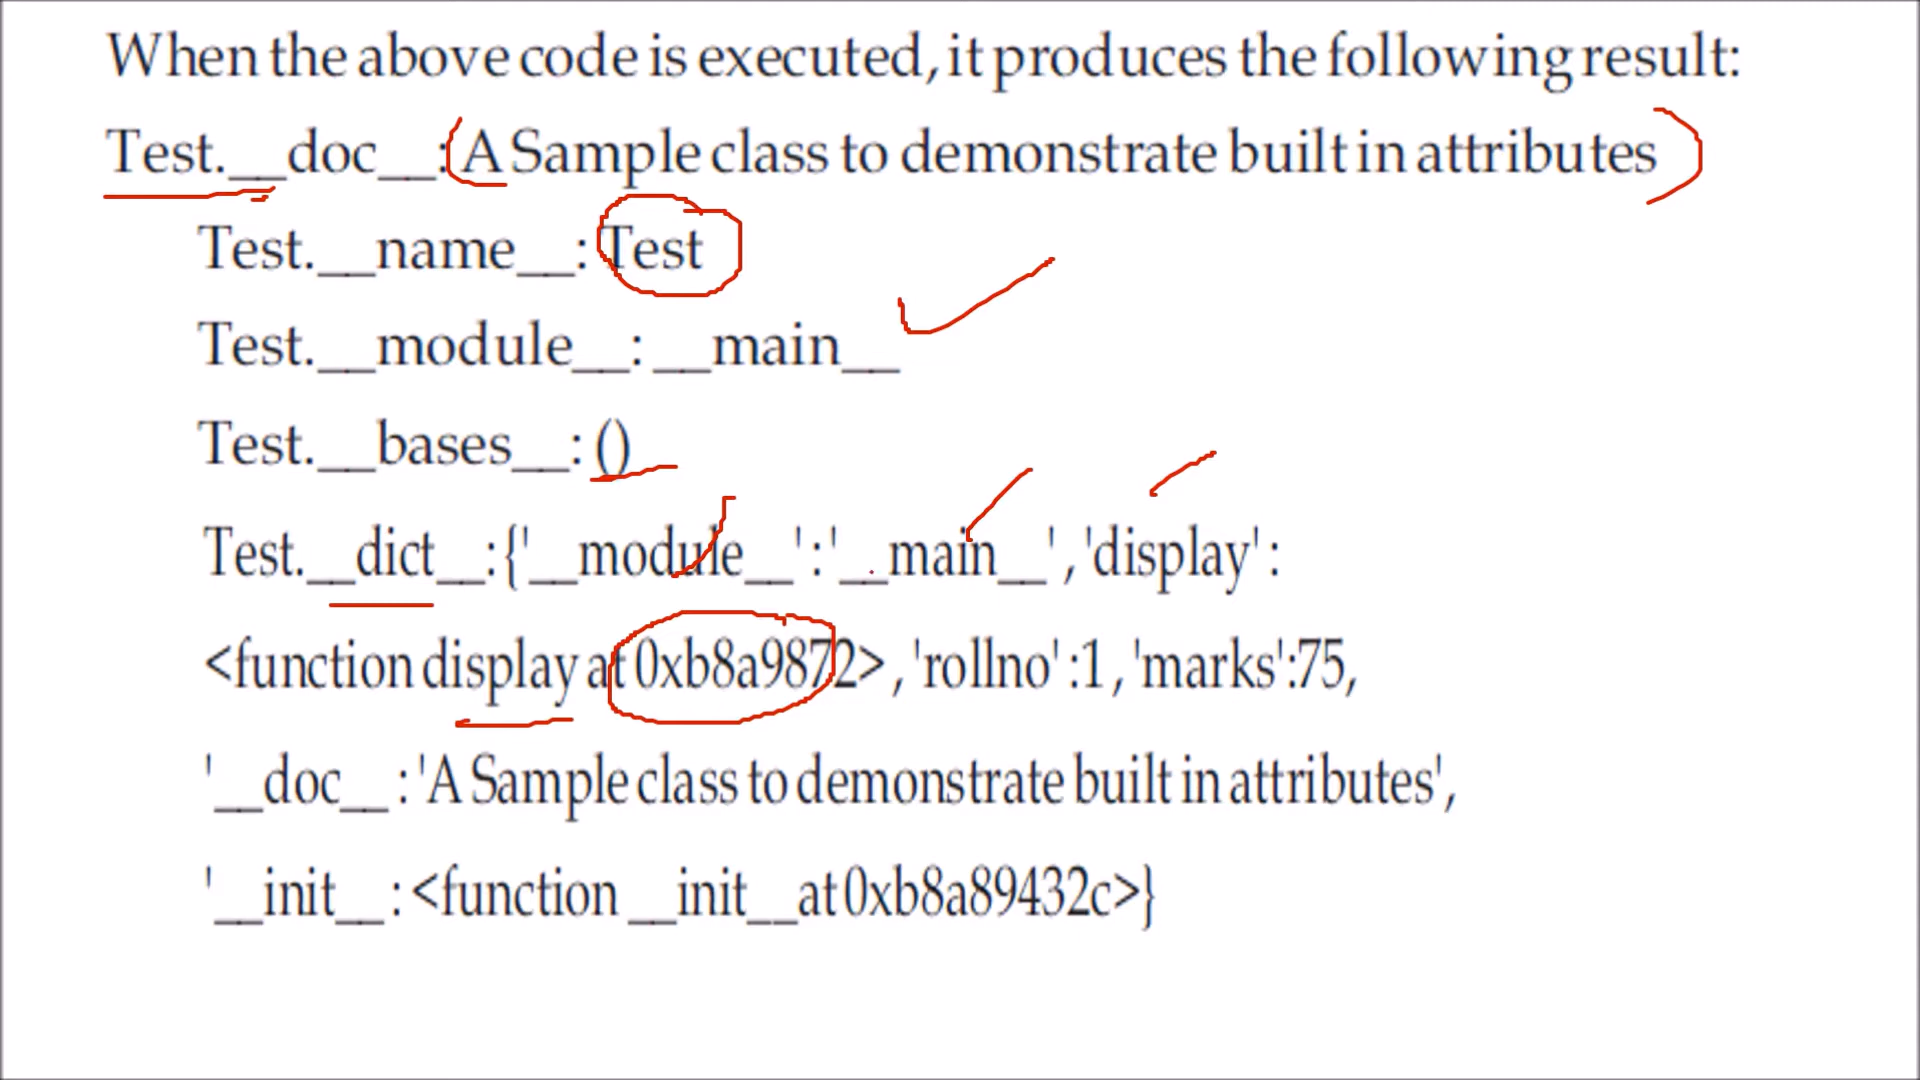 When the above code is executed, it produces the following result:
Test.__doc__: A Sample class to demonstrate built in attributes
Test.__name__: Test
Test.__module__: __main__
Test.__bases__: ()
Test.__dict__:{'__module__':'__main__', 'display':
<function display at 0xb8a9872>, 'rollno':1, 'marks':75,
'__doc__: 'A Sample class to demonstrate built in attributes',
'__init__: <function __init__at 0xb8a89432c>}